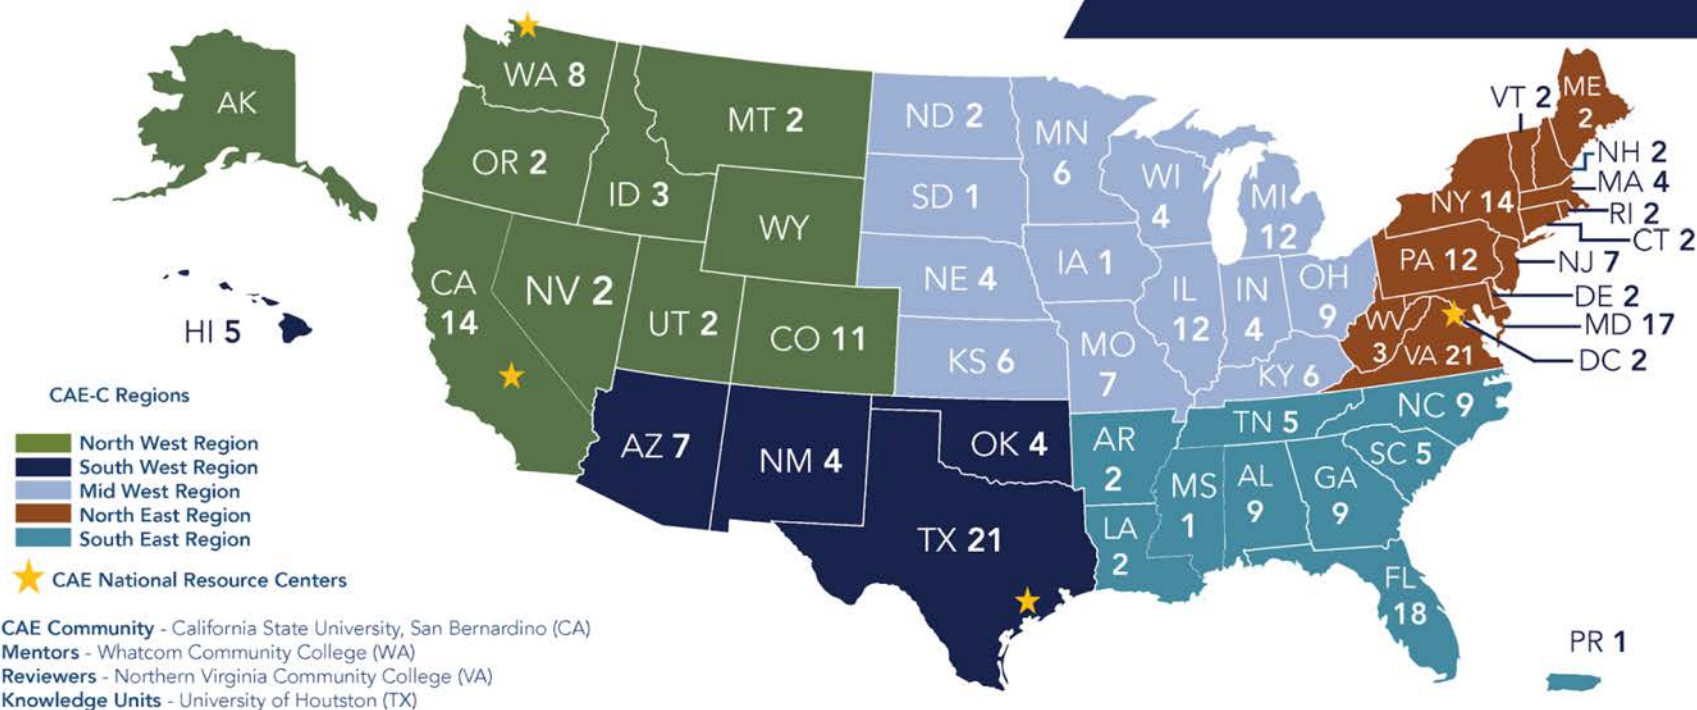 AK
WA 8
MT 2
OR 2
ID 3
WY
CA
14
NV 2
UT 2
CO 11
HI 5
ND 2
MN
6
SD 1
WI
4
MI
12
NE 4
IA 1
IL
12
IN
4
OH
9
KS 6
MO
7
KY 6
VT 2
ME
2
NH 2
MA 4
NY 14
RI 2
CT 2
PA 12
NJ 7
DE 2
MD 17
WV
3
VA 21
DC 2
AZ 7
NM 4
OK 4
TX 21
AR
2
TN 5
NC 9
SC 5
MS
1
AL
9
GA
9
LA
2
FL
18
PR 1
CAE-C Regions
North West Region
South West Region
Mid West Region
North East Region
South East Region
CAE National Resource Centers
CAE Community - California State University, San Bernardino (CA)
Mentors - Whatcom Community College (WA)
Reviewers - Northern Virginia Community College (VA)
Knowledge Units - University of Houtston (TX)